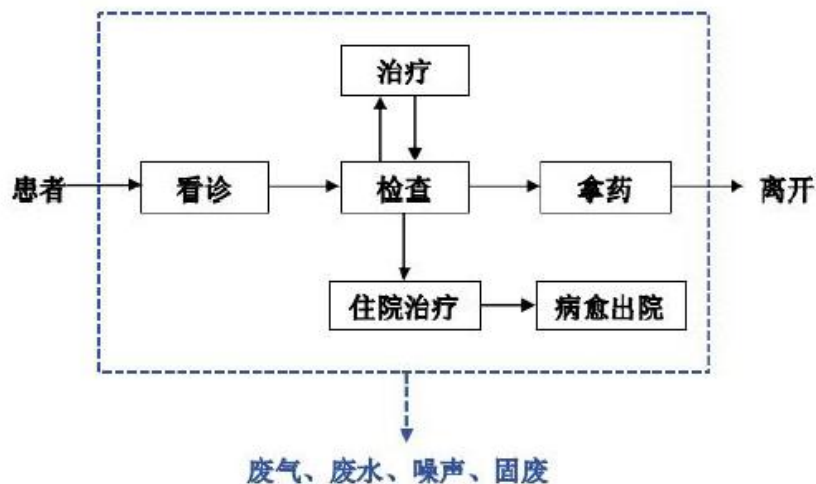 治疗
患者
看诊
检查
拿药
离开
住院治疗
病愈出院
废气、废水、噪声、固废